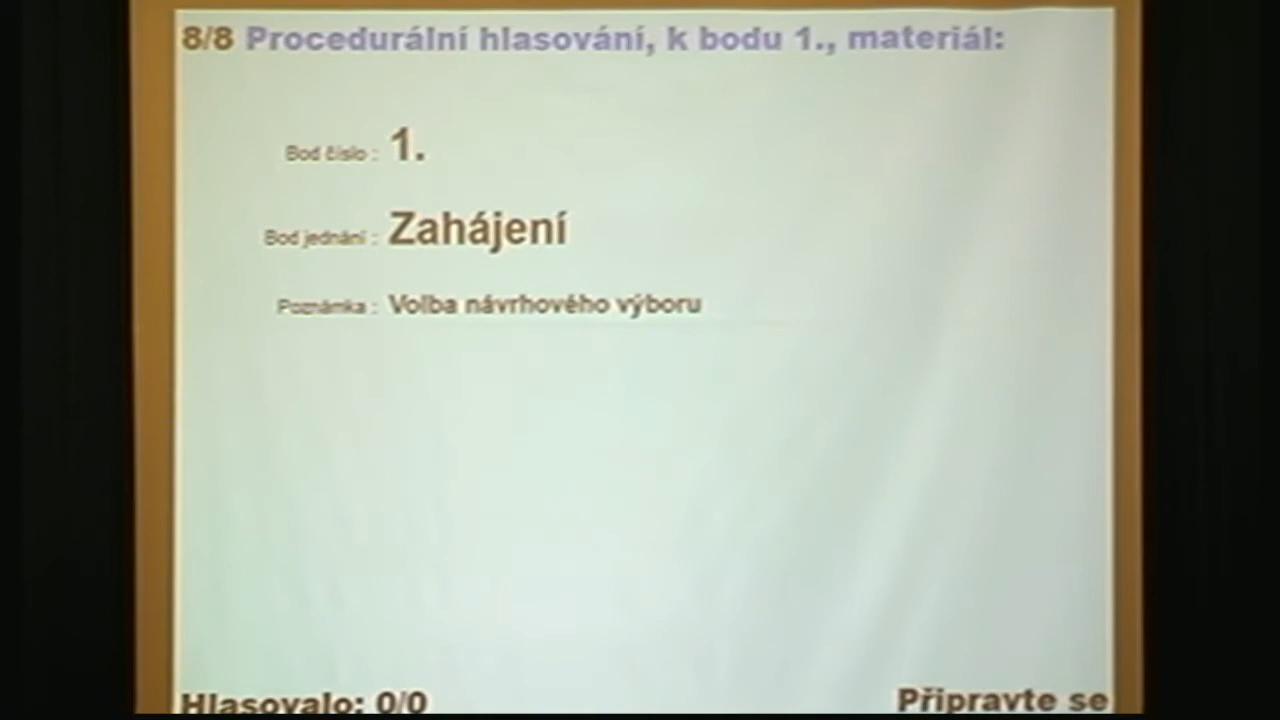 8/8 Procedurální hlasování, k bodu 1., materiál:
Bod číslo : 1.
Bod jednání : Zahájení
Poznámka : Volba návrhového výboru
Hlasovalo: 0/0
Připravte se